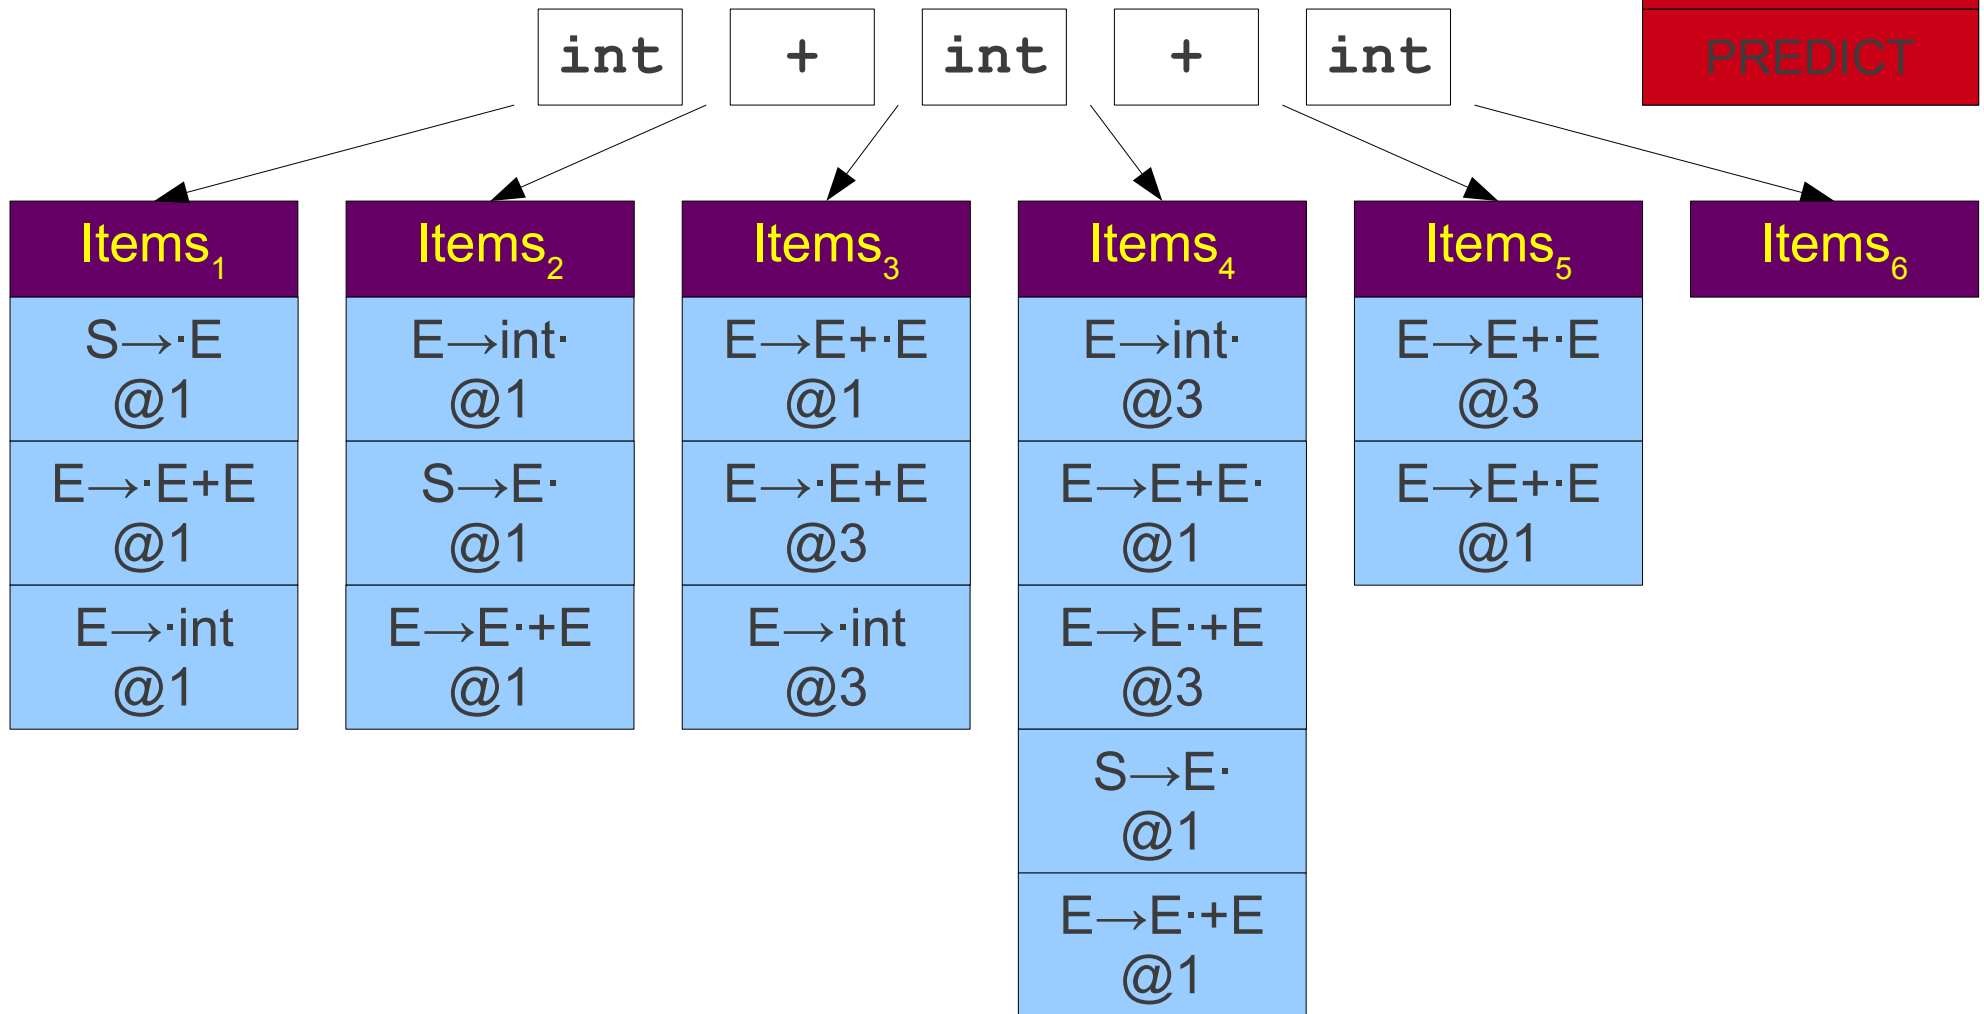 int + int + int
PREDICT
Items₁ Items₂ Items₃ Items₄ Items₅ Items₆
S→·E
@1
E→·E+E
@1
E→·int
@1
E→int·
@1
S→E·
@1
E→E·+E
@1
E→E+·E
@1
E→·E+E
@3
E→·int
@3
E→int·
@3
E→E+E·
@1
E→E·+E
@3
S→E·
@1
E→E·+E
@1
E→E+·E
@3
E→E+·E
@1